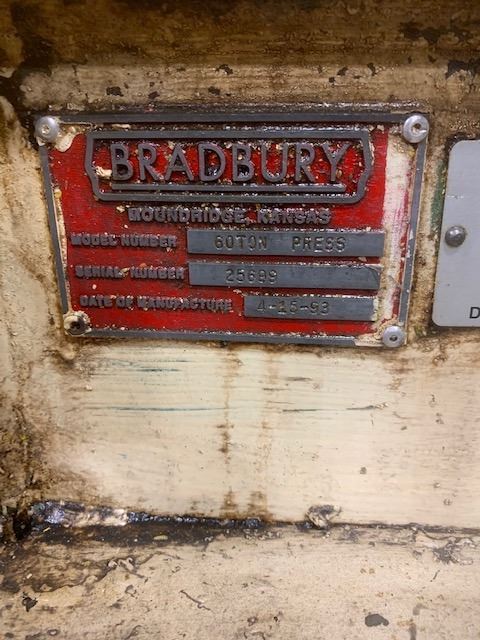 BRADBURY
MOUNDRIDGE, KANSAS
MODEL NUMBER 60TON PRESS
SERIAL NUMBER 25699
DATE OF MANUFACTURE 4-15-93
D